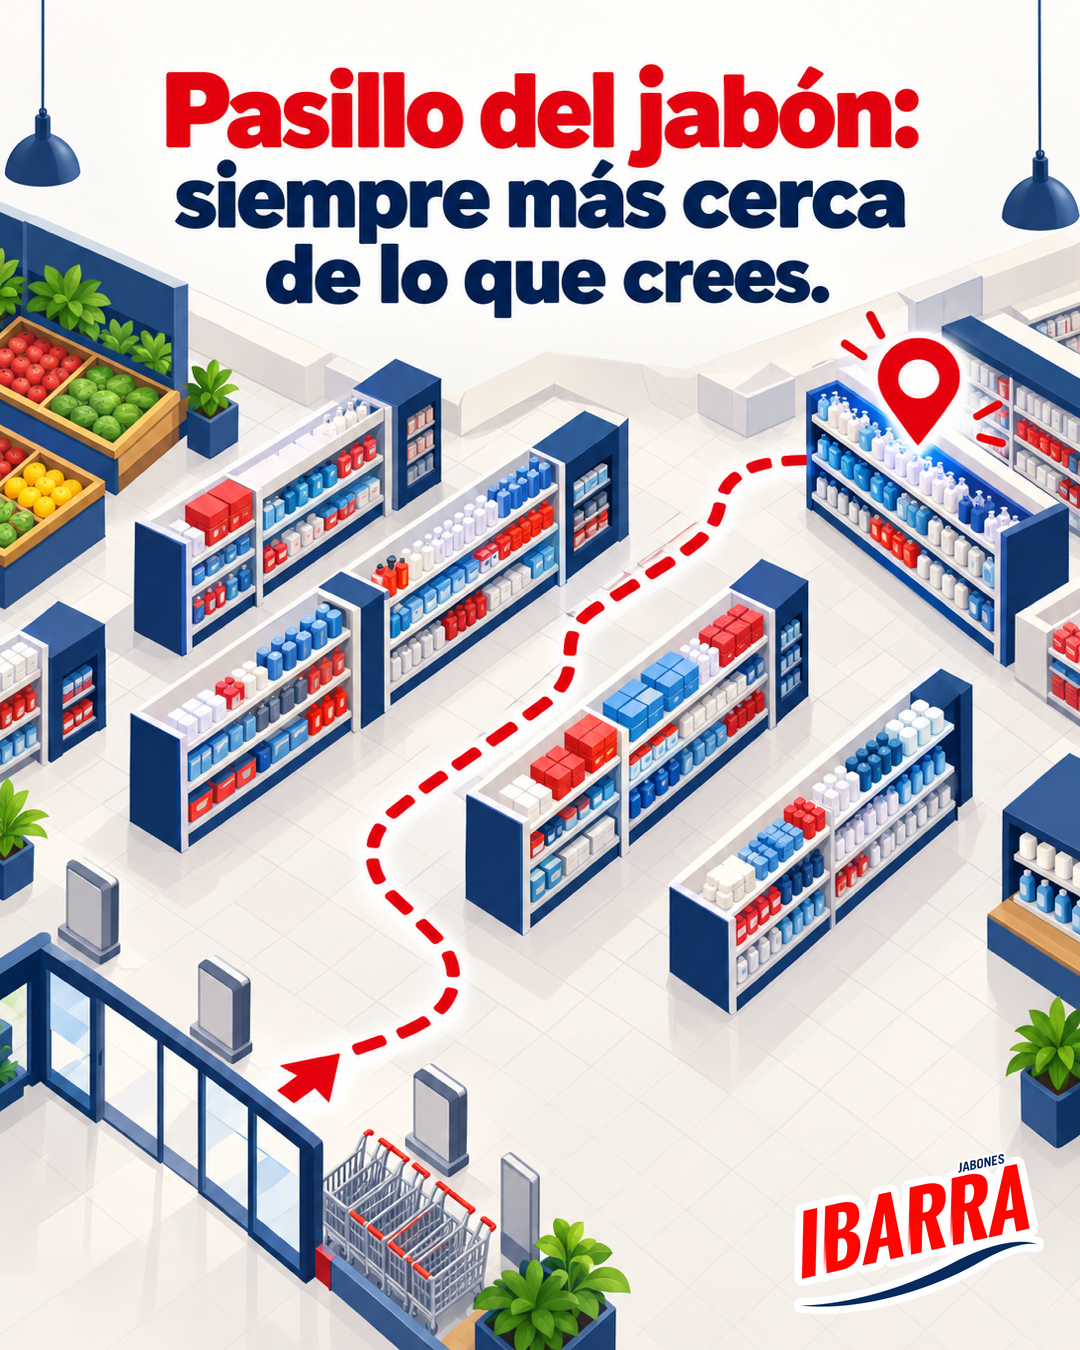 Pasillo del jabón:
siempre más cerca
de lo que crees.
JABONES
IBARRA